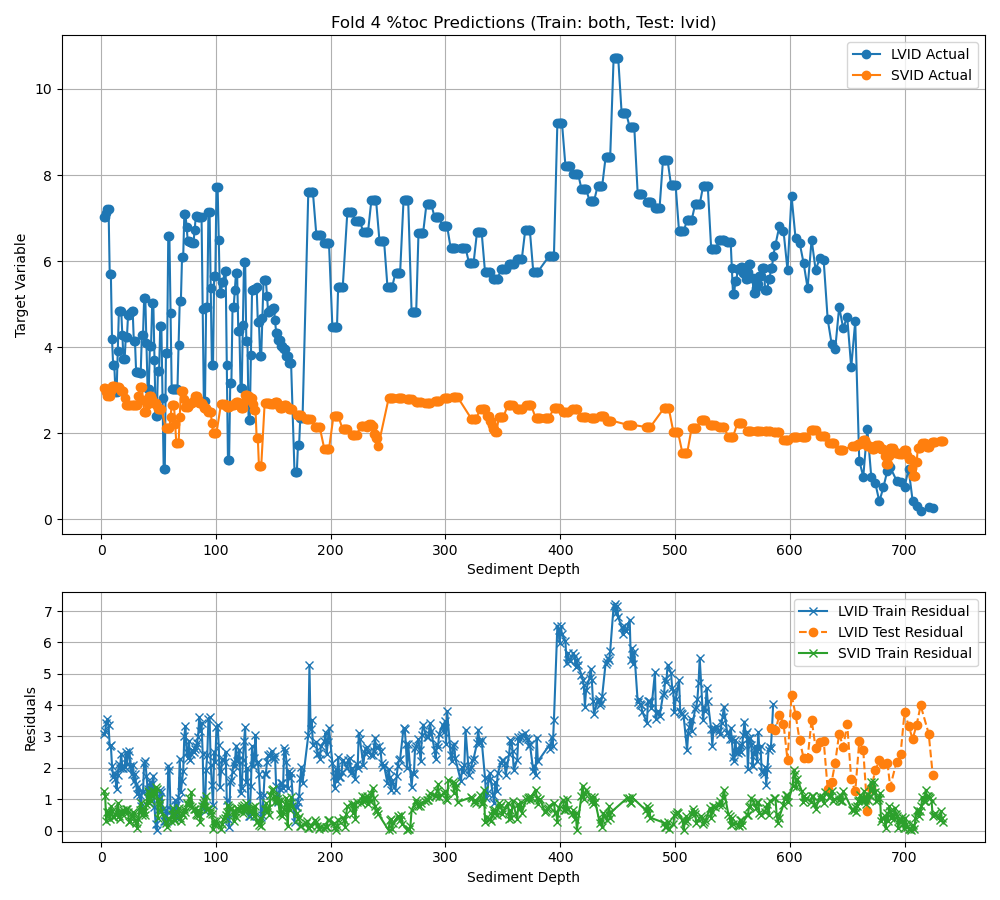 Fold 4 %toc Predictions (Train: both, Test: lvid)
LVID Actual
SVID Actual
Target Variable
10
8
6
4
2
0
0 100 200 300 400 500 600 700
Sediment Depth
LVID Train Residual
LVID Test Residual
SVID Train Residual
Residuals
7
6
5
4
3
2
1
0
0 100 200 300 400 500 600 700
Sediment Depth